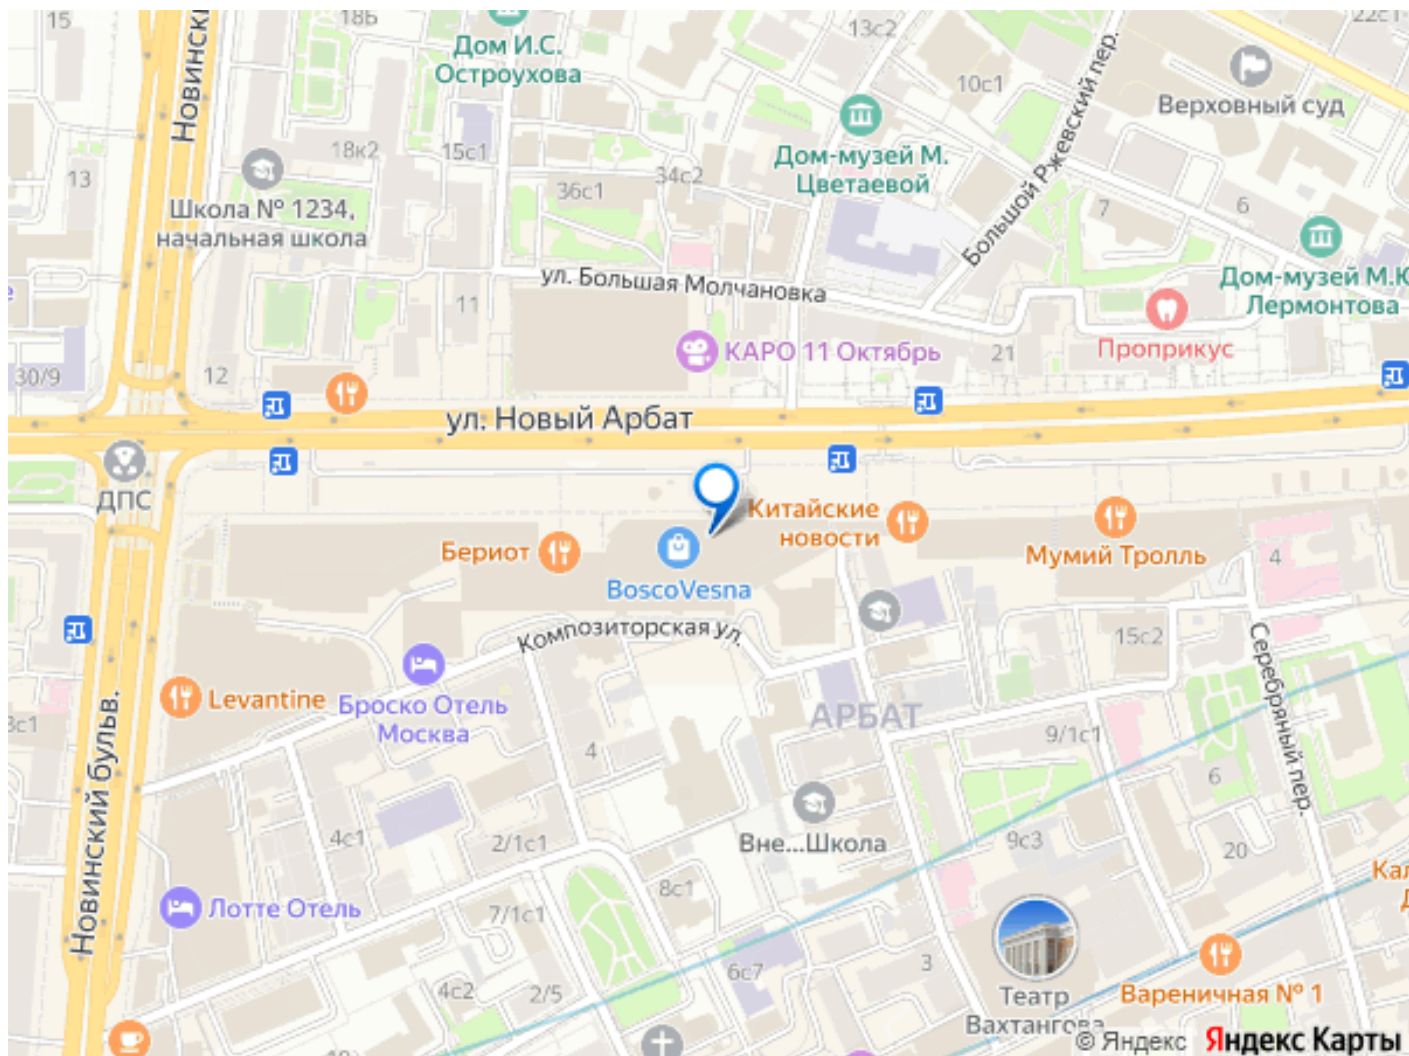 15
18б
Новинский
Дом И.С.
Остроухова
13с2
22с1
10с1
Верховный суд
Большой Ржевский пер.
18к2
15с1
Дом-музей М.
Цветаевой
13
36с1
34с2
Школа № 1234,
начальная школа
7
6
Дом-музей М.Ю
Лермонтова
ул. Большая Молчановка
11
КАРО 11 Октябрь
21
Проприкус
30/9
12
ул. Новый Арбат
ДПС
Китайские
новости
Бериот
BoscoVesna
Мумий Тролль
4
Композиторская ул.
15с2
Серебряный пер.
Levantine
Броско Отель
Москва
АРБАТ
3с1
4
9/1с1
Новинский бульв.
6
4с1
2/1с1
Вне...Школа
9с3
20
8с1
Лотте Отель
7/1с1
6с7
3
4с2
2/5
Театр
Вахтангова
Вареничная № 1
© Яндекс Яндекс Карты